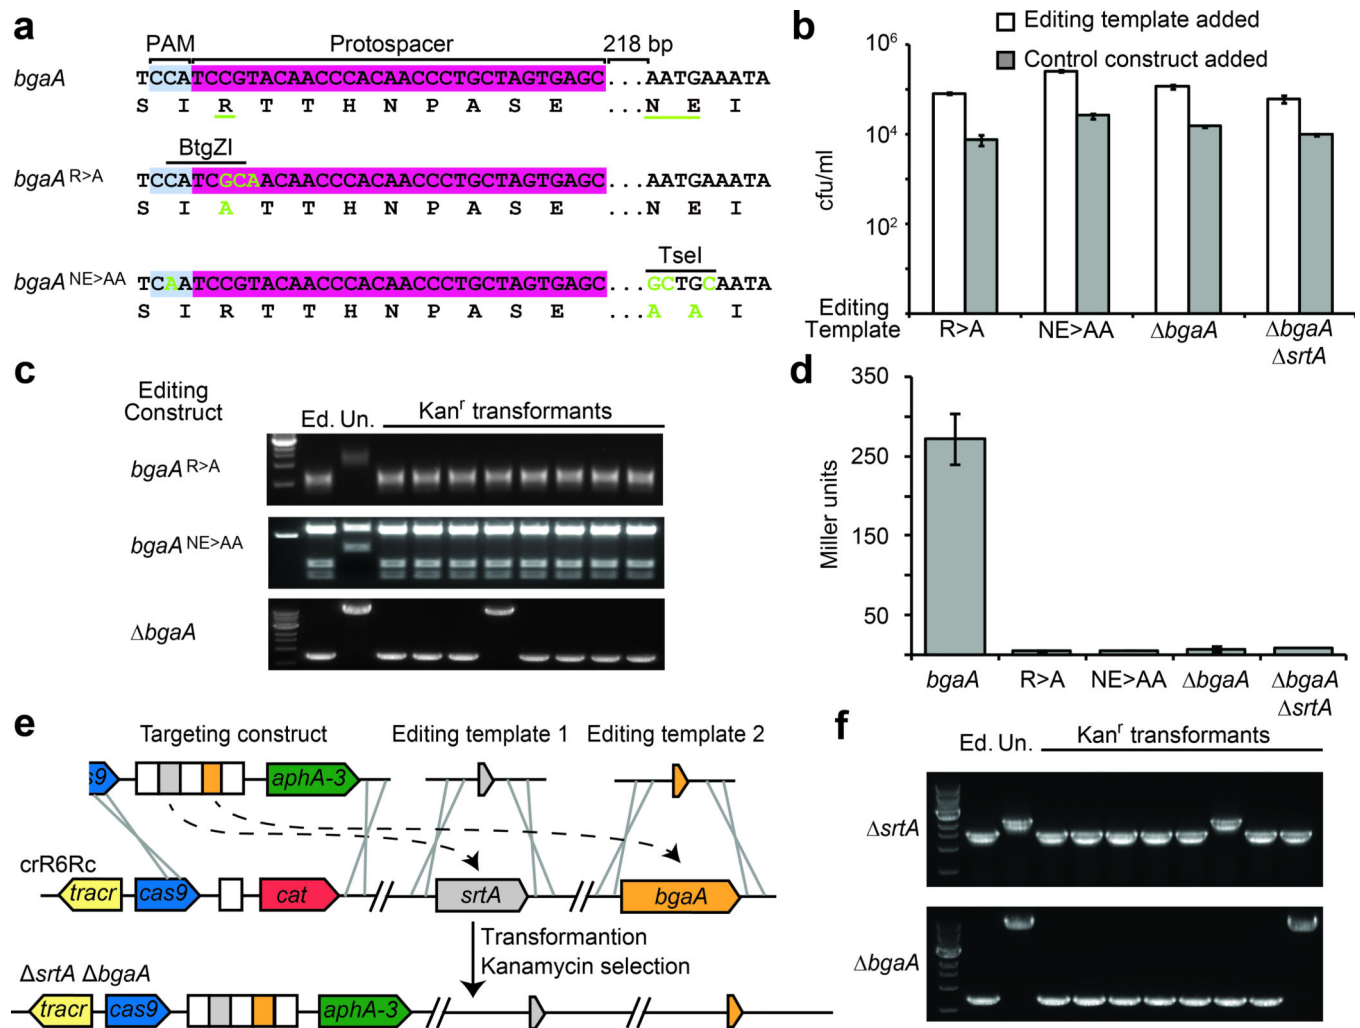 a
PAM Protospacer 218 bp
bgaA TCCATCCGTACAACCCACAACCCTGCTAGTGAGC ...AATGAAATA
S I R T T H N P A S E ...N E I
BtgZI
bgaA R>A TCCATCGCAACAACCCACAACCCTGCTAGTGAGC ...AATGAAATA
S I A T T H N P A S E ...N E I
TseI
bgaA NE>AA TCAATCCGTACAACCCACAACCCTGCTAGTGAGC ...GCTGCAATA
S I R T T H N P A S E ... A A I
b
Editing template added
Control construct added
10^6
10^4
10^2
1
cfu/ml
Editing Template
R>A NE>AA ΔbgaA ΔbgaA ΔsrtA
c
Editing Construct
Ed. Un. Kan^r transformants
bgaA R>A
bgaA NE>AA
ΔbgaA
d
350
250
150
50
Miller units
bgaA R>A NE>AA ΔbgaA ΔbgaA ΔsrtA
e
Targeting construct Editing template 1 Editing template 2
s9 aphA-3
crR6Rc
tracr cas9 cat srtA bgaA
Transformantion
Kanamycin selection
ΔsrtA ΔbgaA
tracr cas9 aphA-3
f
Ed. Un. Kan^r transformants
ΔsrtA
ΔbgaA